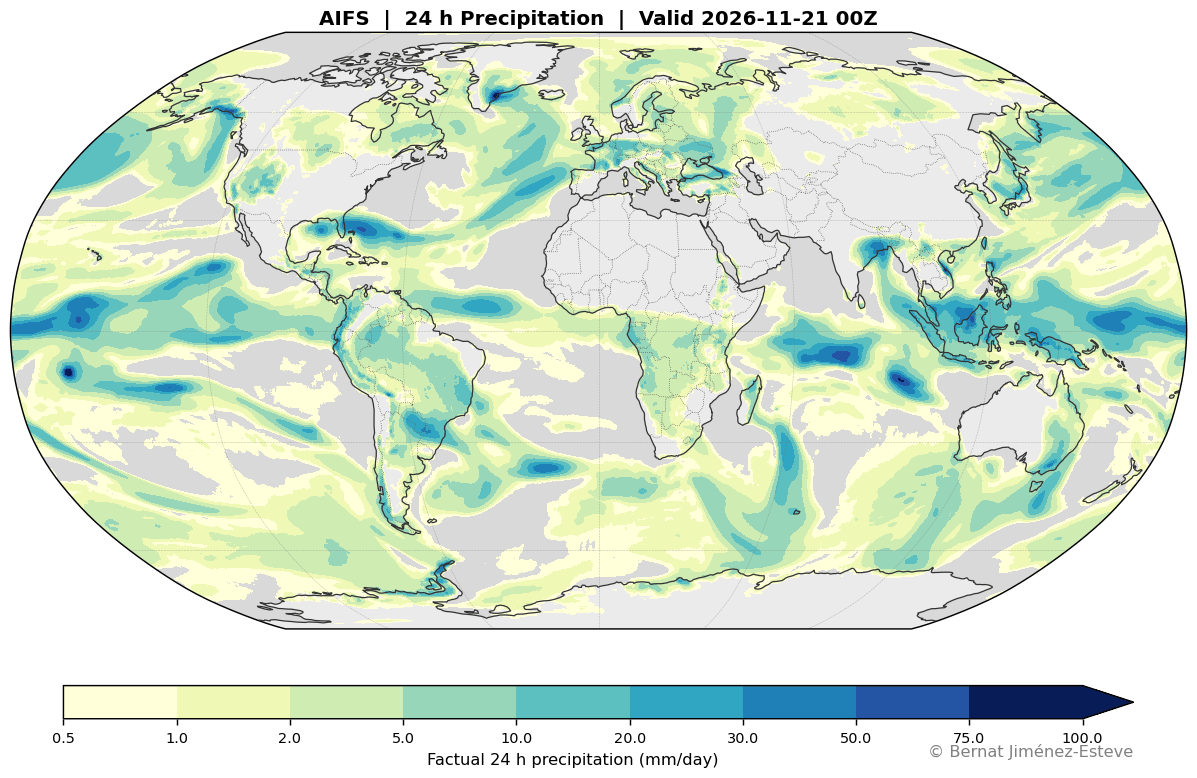 AIFS | 24 h Precipitation | Valid 2026-11-21 00Z
0.5 1.0 2.0 5.0 10.0 20.0 30.0 50.0 75.0 100.0
Factual 24 h precipitation (mm/day)
© Bernat Jiménez-Esteve